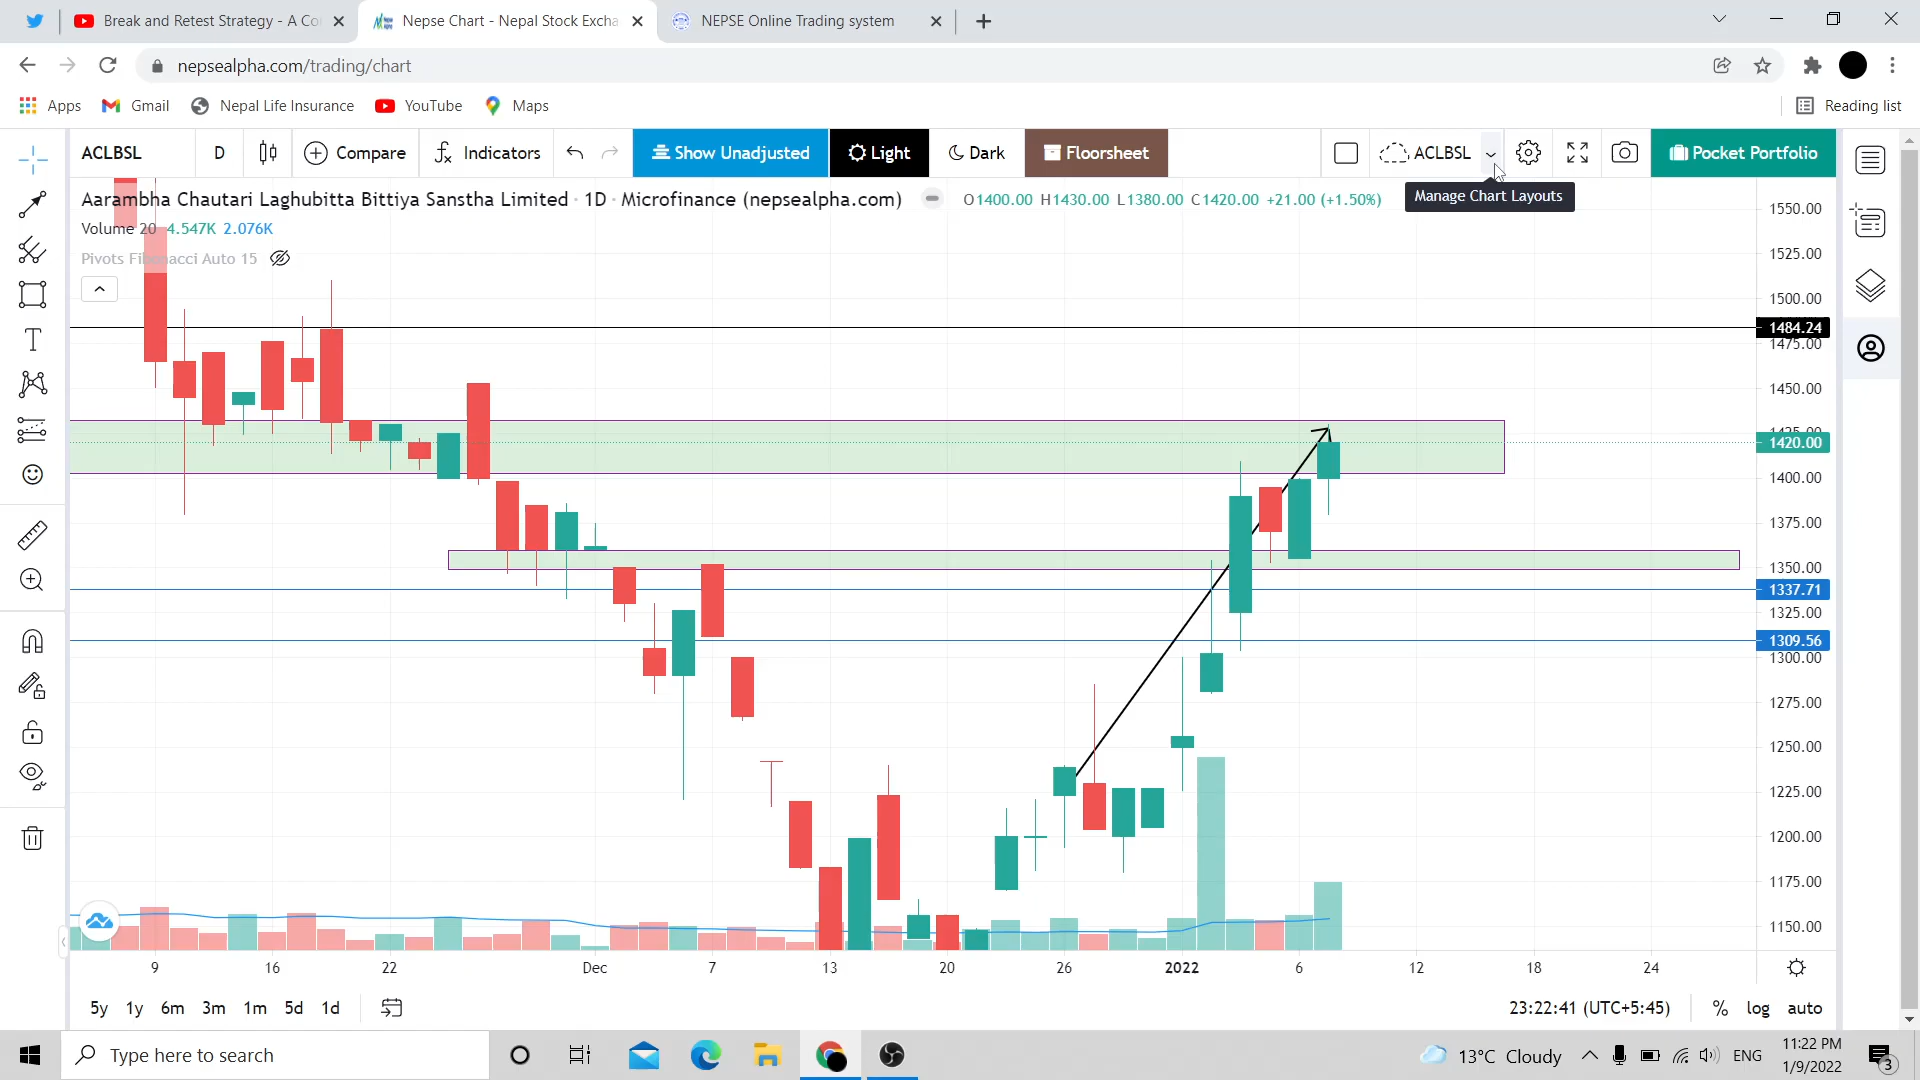 Break and Retest Strategy - A Co
Nepse Chart - Nepal Stock Excha
NEPSE Online Trading system
nepsealpha.com/trading/chart
Apps
Gmail
Nepal Life Insurance
YouTube
Maps
Reading list
ACLBSL
D
Compare
Indicators
Show Unadjusted
Light
Dark
Floorsheet
ACLBSL
Pocket Portfolio
Manage Chart Layouts
Aarambha Chautari Laghubitta Bittiya Sanstha Limited · 1D · Microfinance (nepsealpha.com)
O1400.00 H1430.00 L1380.00 C1420.00 +21.00 (+1.50%)
Volume 20 4.547K 2.076K
Pivots Fibonacci Auto 15
1550.00
1525.00
1500.00
1484.24
1475.00
1450.00
1425.00
1420.00
1400.00
1375.00
1350.00
1337.71
1325.00
1309.56
1300.00
1275.00
1250.00
1225.00
1200.00
1175.00
1150.00
9 16 22 Dec 7 13 20 26 2022 6 12 18 24
5y 1y 6m 3m 1m 5d 1d
23:22:41 (UTC+5:45)
% log auto
Type here to search
13°C Cloudy
ENG
11:22 PM
1/9/2022
3